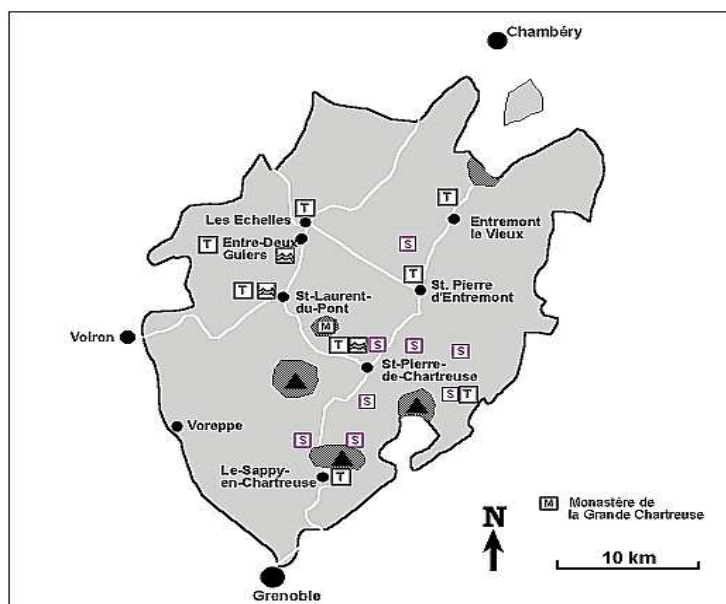 Chambéry
T
Les Echelles
T
Entremont
le Vieux
T
Entre-Deux
Guiers
S
T
St. Pierre
d'Entremont
T
St-Laurent-
du-Pont
M
Voiron
T
S
S
S
St-Pierre-
de-Chartreuse
S
T
S
Voreppe
S
S
Le-Sappy-
en-Chartreuse
T
M
Monastère de
la Grande Chartreuse
N
10 km
Grenoble